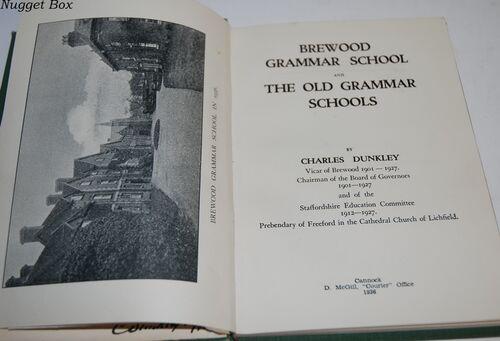 Nugget Box
BREWOOD GRAMMAR SCHOOL IN 1936.
BREWOOD
GRAMMAR SCHOOL
AND
THE OLD GRAMMAR
SCHOOLS
BY
CHARLES DUNKLEY
Vicar of Brewood 1901 — 1927.
Chairman of the Board of Governors
1901—1927
and of the
Staffordshire Education Committee
1912—1927.
Prebendary of Freeford in the Cathedral Church of Lichfield.
Cannock
D. McGill, "Courier" Office
1936